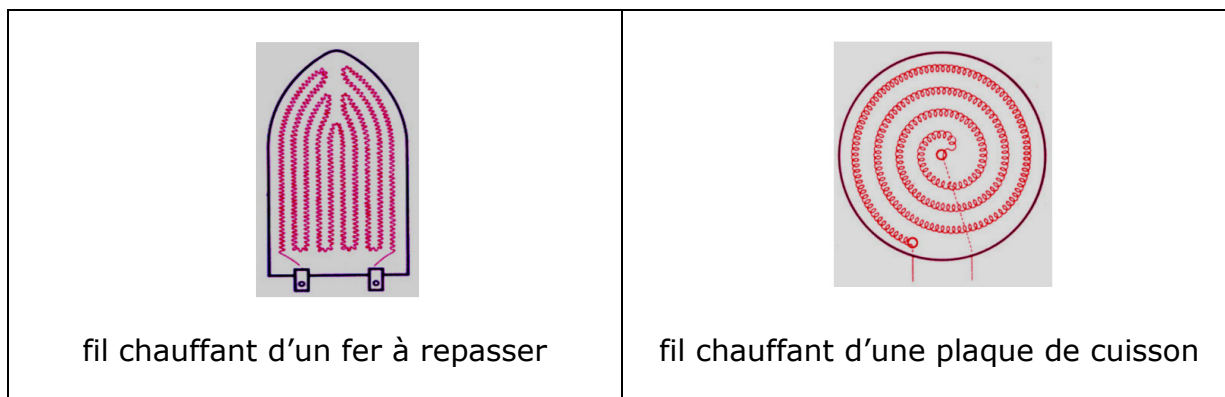 fil chauffant d’un fer à repasser
fil chauffant d’une plaque de cuisson